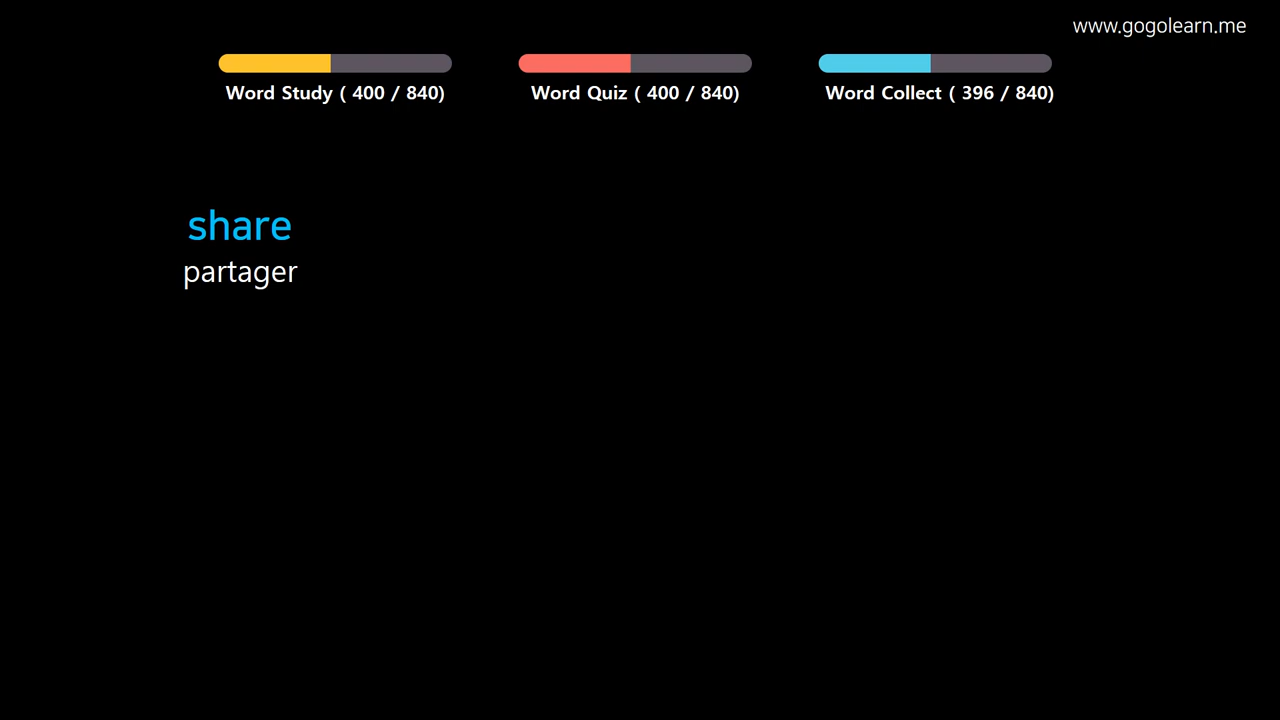 www.gogolearn.me
Word Study ( 400 / 840)
Word Quiz ( 400 / 840)
Word Collect ( 396 / 840)
share
partager